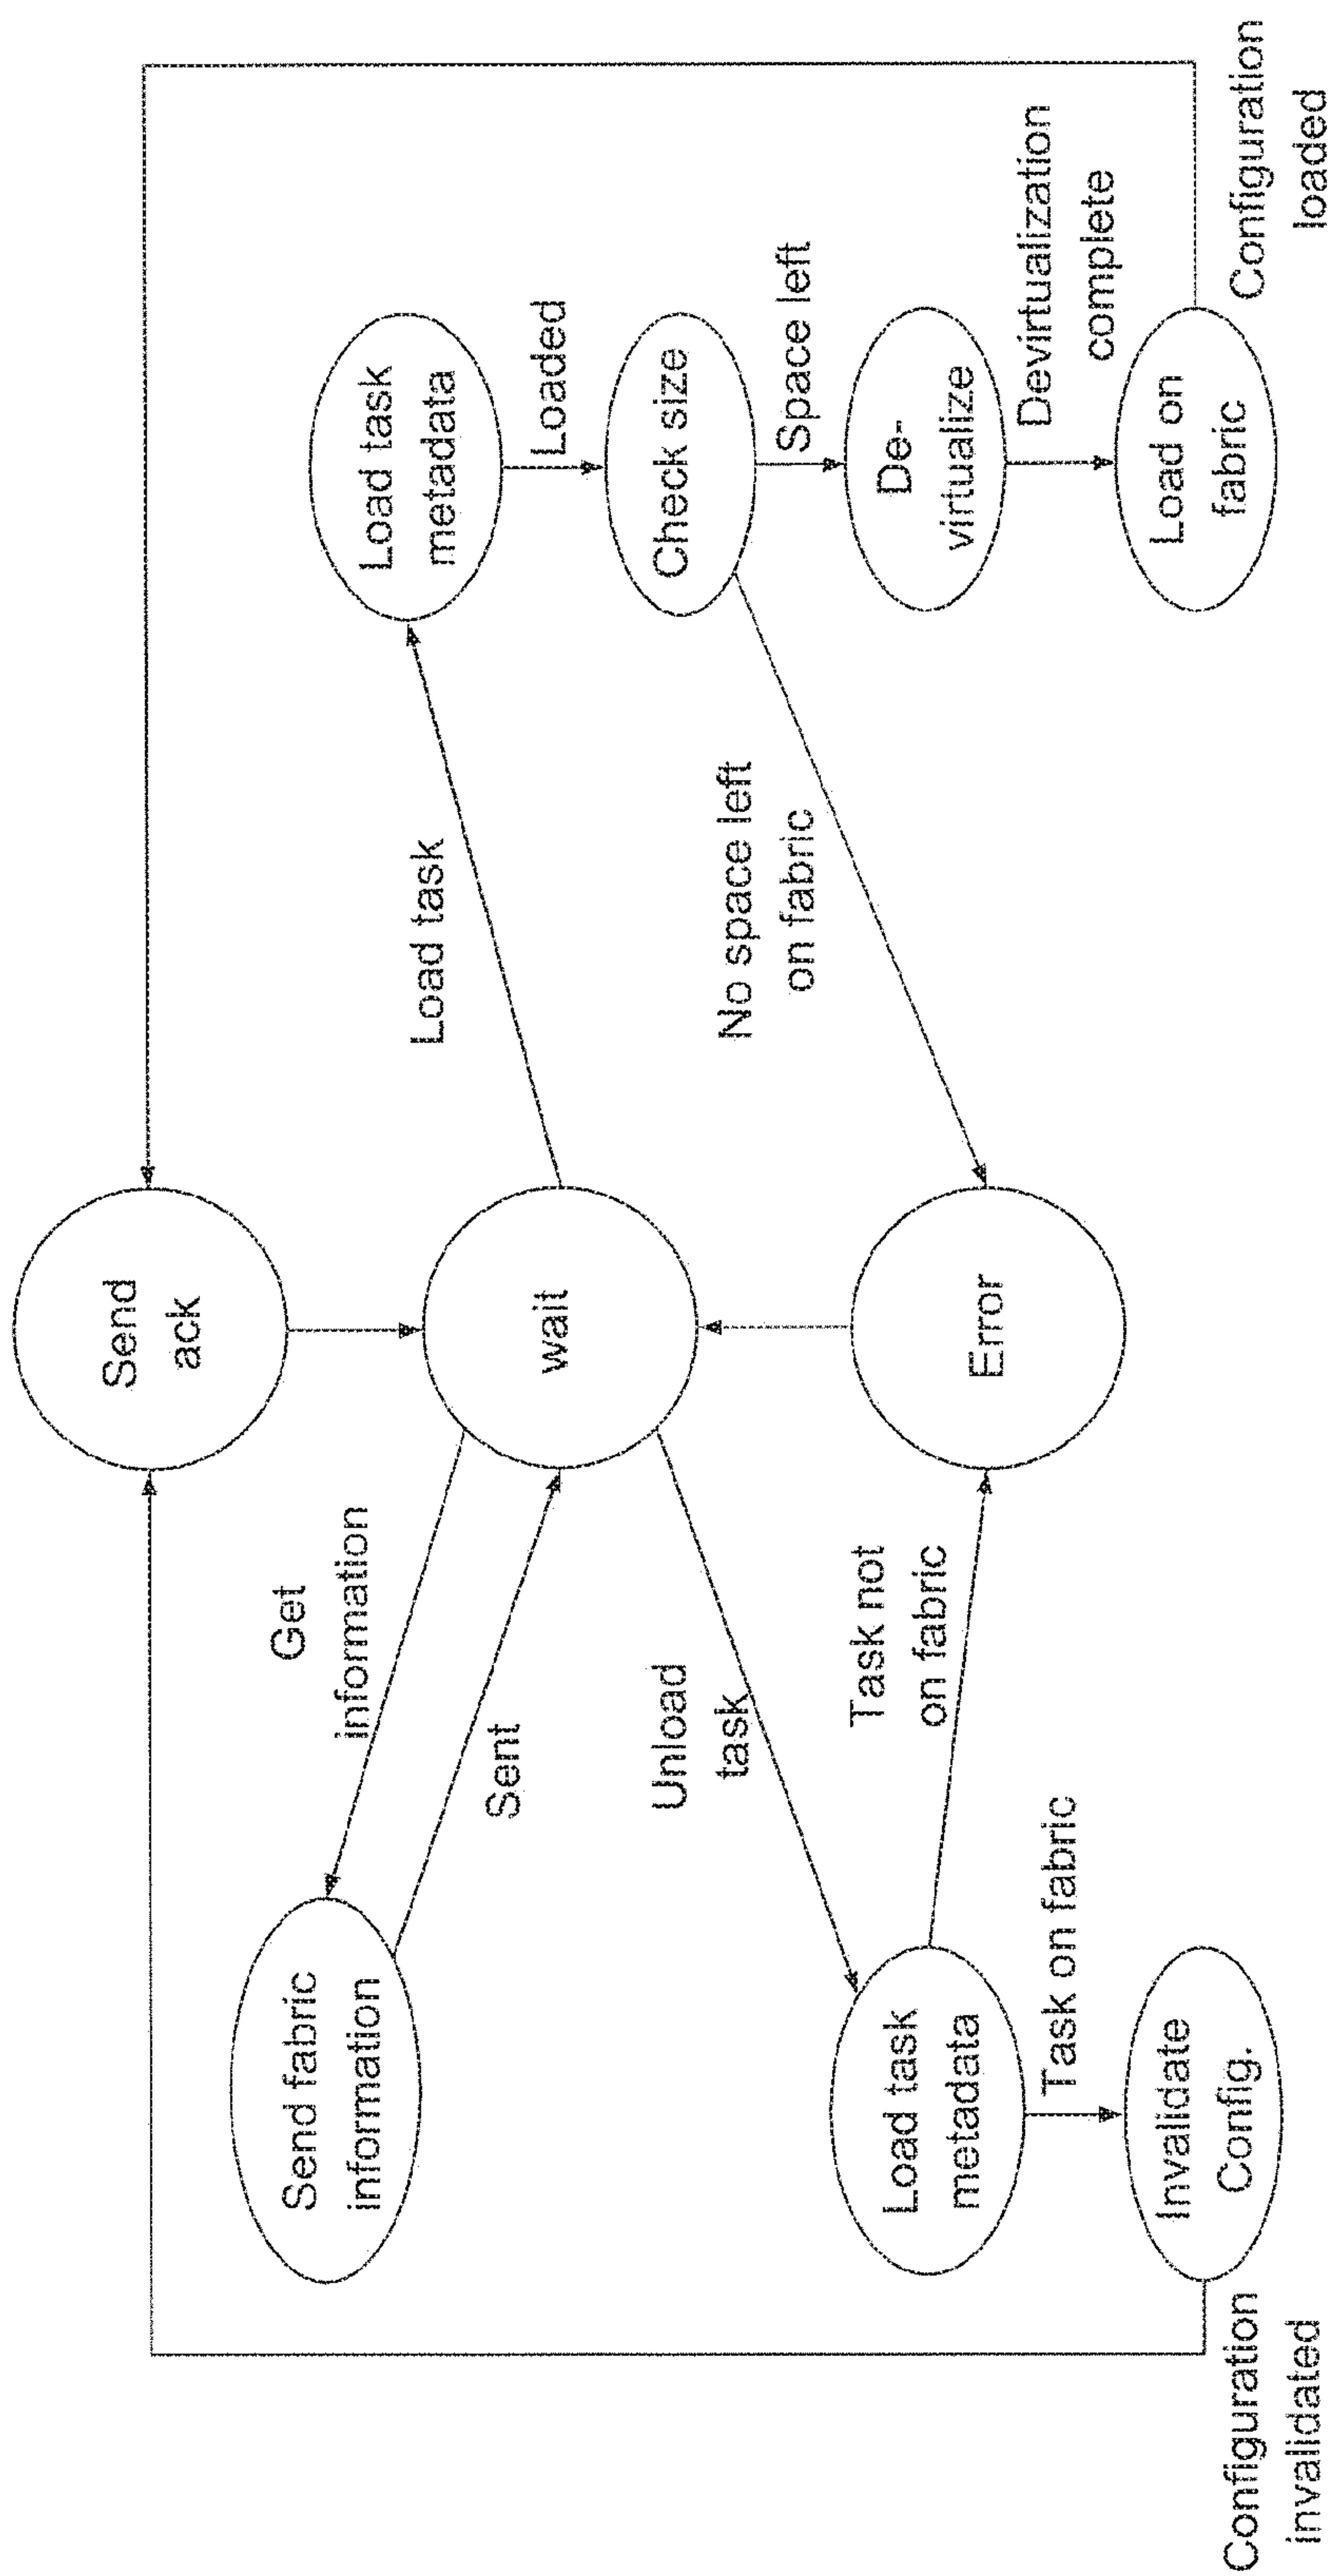 Send
ack
Get
information
Send fabric
information
Sent
wait
Load task
Load task
metadata
Loaded
Check size
Space left
De-
virtualize
Devirtualization
complete
Load on
fabric
Configuration
loaded
No space left
on fabric
Unload
task
Task not
on fabric
Error
Load task
metadata
Task on fabric
Invalidate
Config.
Configuration
invalidated